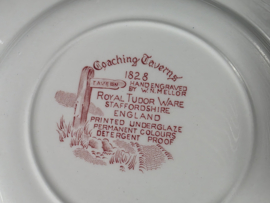 Coaching Taverns
1828
TAVERN
HAND ENGRAVED
BY W.N. MELLOR
ROYAL TUDOR WARE
STAFFORDSHIRE
ENGLAND
PRINTED UNDERGLAZE
PERMANENT COLOURS
DETERGENT PROOF